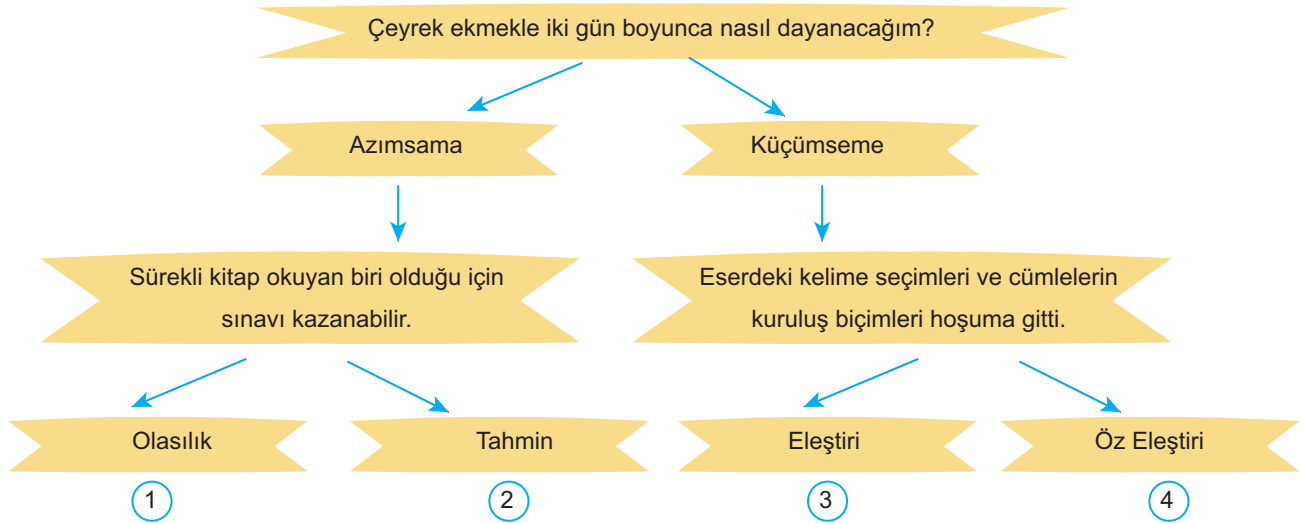 Çeyrek ekmekle iki gün boyunca nasıl dayanacağım?
Azımsama
Küçümseme
Sürekli kitap okuyan biri olduğu için
sınavı kazanabilir.
Eserdeki kelime seçimleri ve cümlelerin
kuruluş biçimleri hoşuma gitti.
Olasılık
Tahmin
Eleştiri
Öz Eleştiri
1
2
3
4